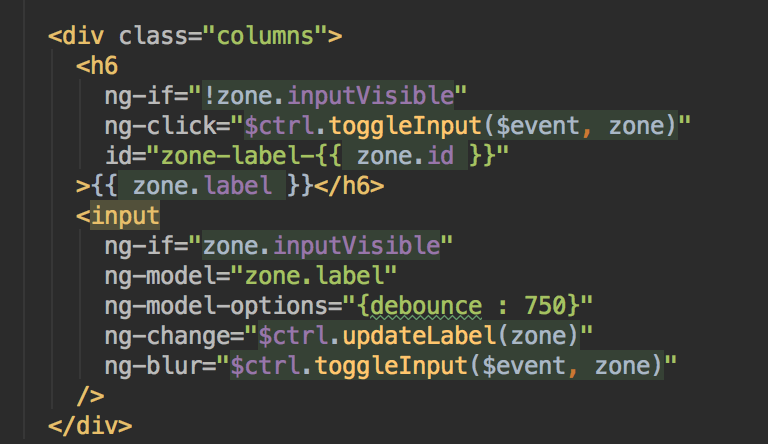 <div class="columns">
<h6
ng-if="!zone.inputVisible"
ng-click="$ctrl.toggleInput($event, zone)"
id="zone-label-{{ zone.id }}"
>{{ zone.label }}</h6>
<input
ng-if="zone.inputVisible"
ng-model="zone.label"
ng-model-options="{debounce : 750}"
ng-change="$ctrl.updateLabel(zone)"
ng-blur="$ctrl.toggleInput($event, zone)"
/>
</div>